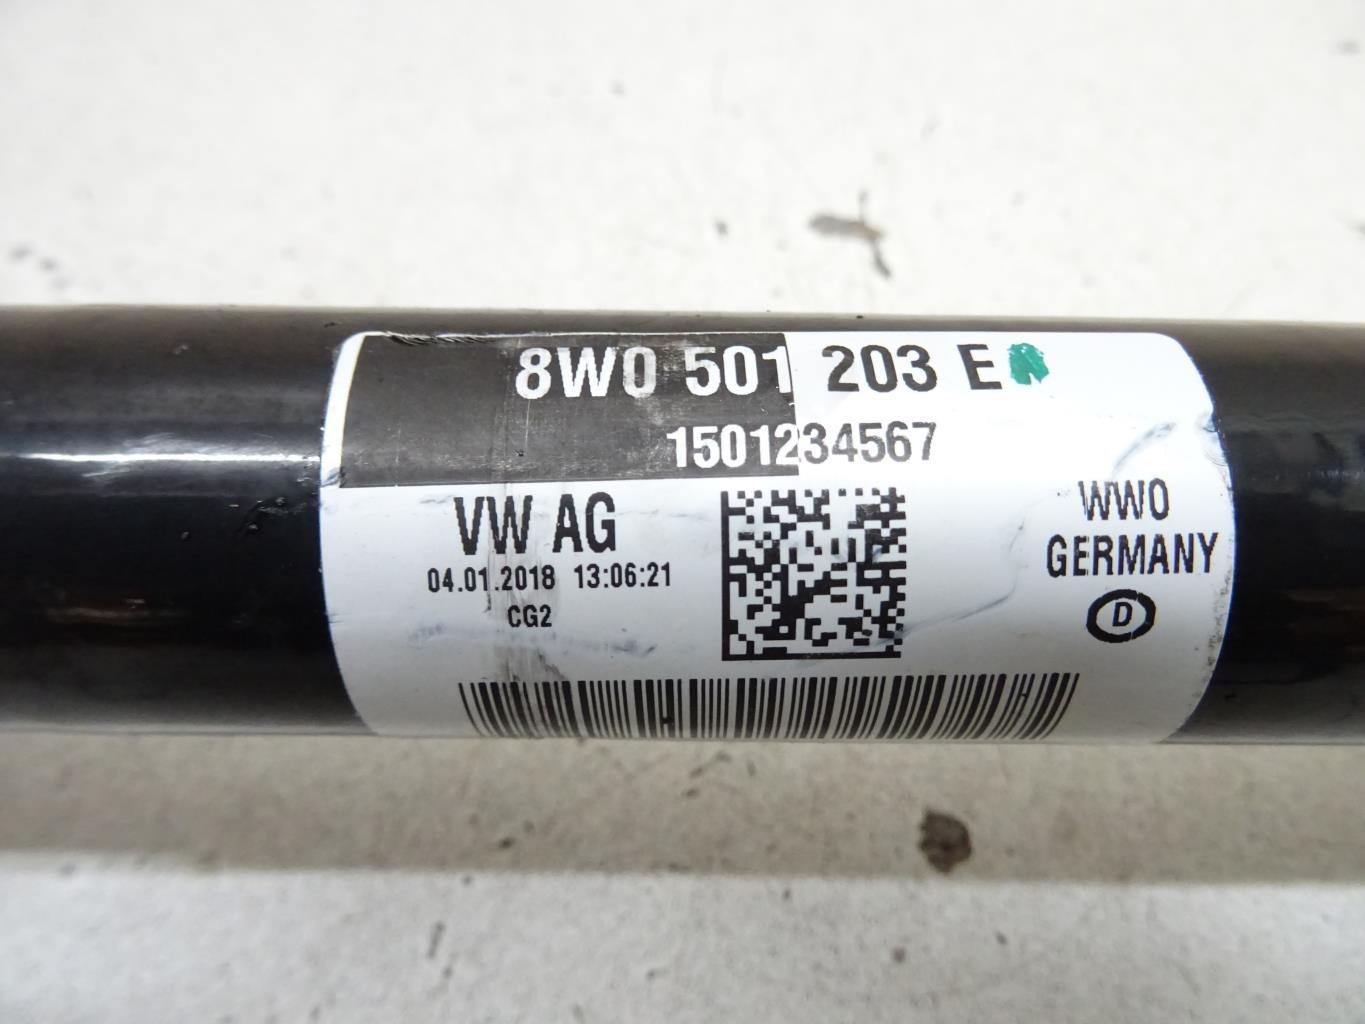 8W0 501 203 E
1501234567
VW AG
04.01.2018 13:06:21
CG2
WWO
GERMANY
D